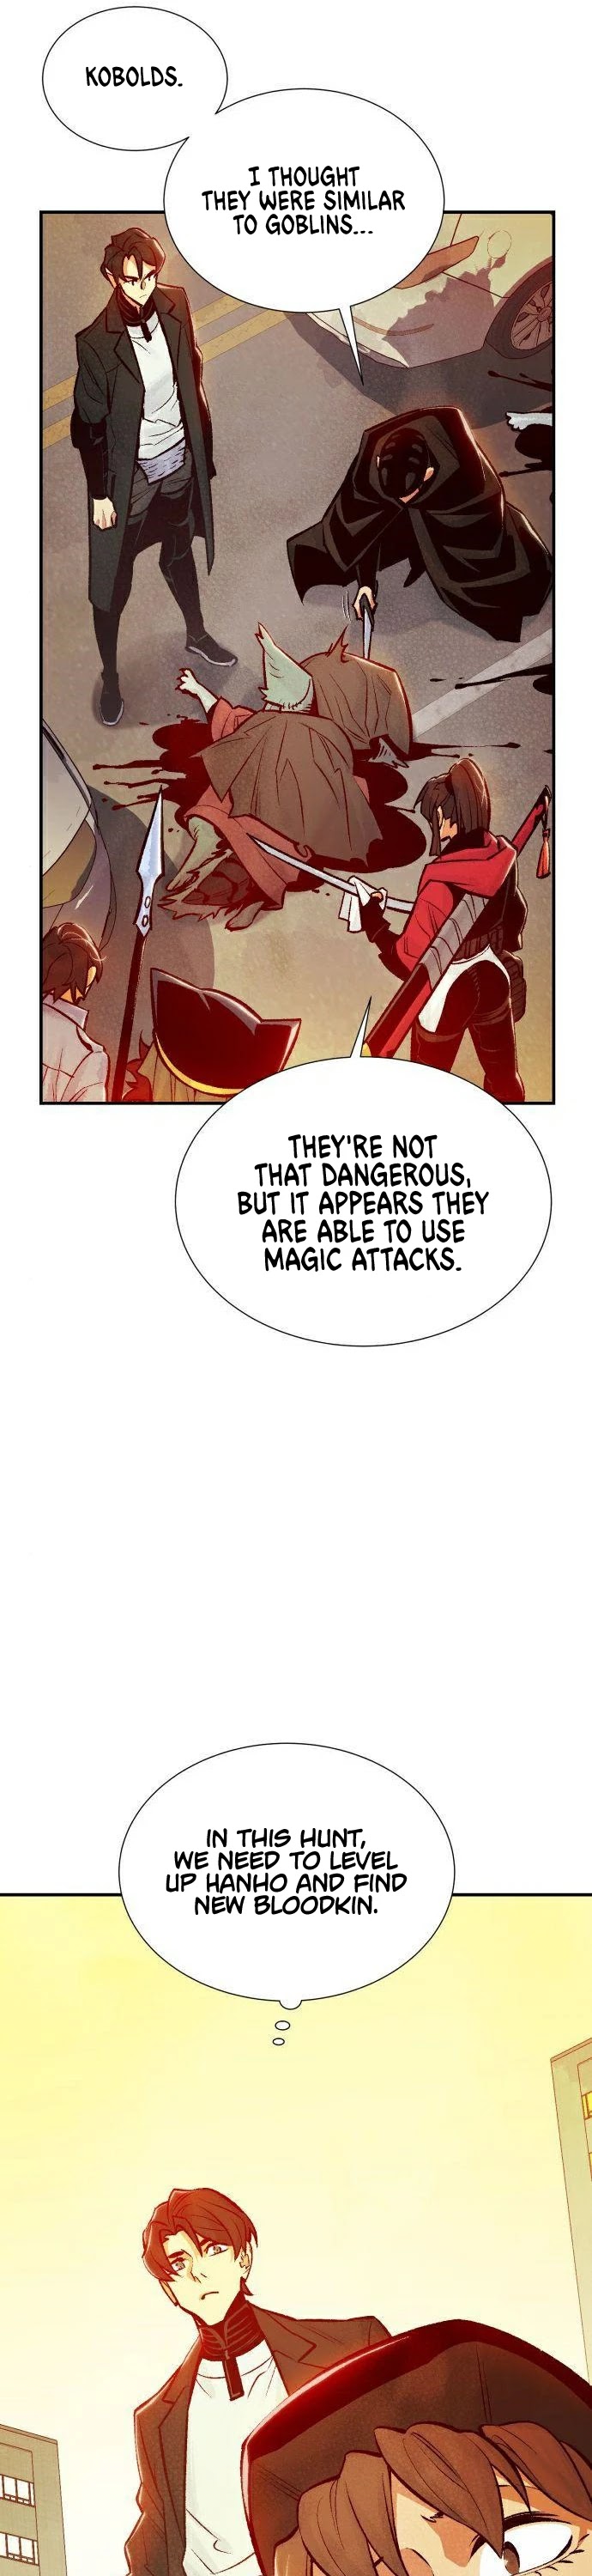 KOBOLDS.
I THOUGHT
THEY WERE SIMILAR
TO GOBLINS...
THEY'RE NOT
THAT DANGEROUS,
BUT IT APPEARS THEY
ARE ABLE TO USE
MAGIC ATTACKS.
IN THIS HUNT,
WE NEED TO LEVEL
UP HANHO AND FIND
NEW BLOODKIN.